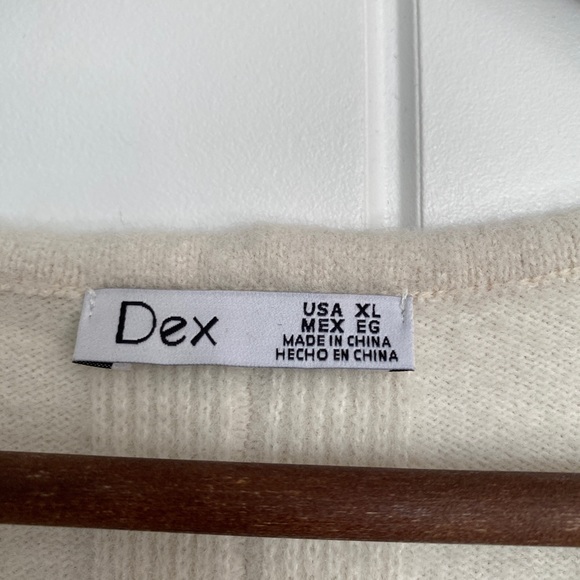 Dex
USA XL
MEX EG
MADE IN CHINA
HECHO EN CHINA